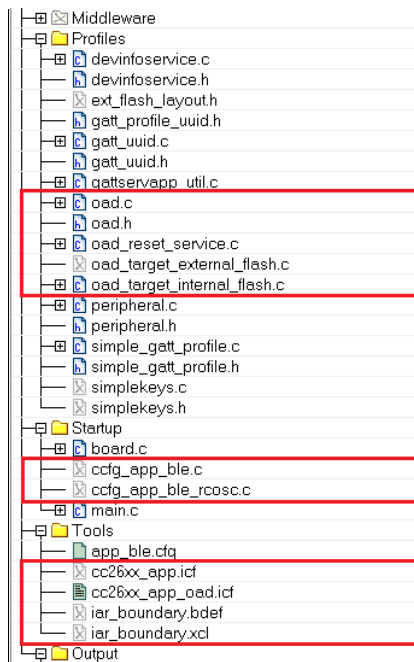 Middleware
Profiles
devinfoservice.c
devinfoservice.h
ext_flash_layout.h
gatt_profile_uuid.h
gatt_uuid.c
gatt_uuid.h
gattservapp_util.c
oad.c
oad.h
oad_reset_service.c
oad_target_external_flash.c
oad_target_internal_flash.c
peripheral.c
peripheral.h
simple_gatt_profile.c
simple_gatt_profile.h
simplekeys.c
simplekeys.h
Startup
board.c
ccfg_app_ble.c
ccfg_app_ble_rcosc.c
main.c
Tools
app_ble.cfg
cc26xx_app.icf
cc26xx_app_oad.icf
iar_boundary.bdef
iar_boundary.xcl
Output